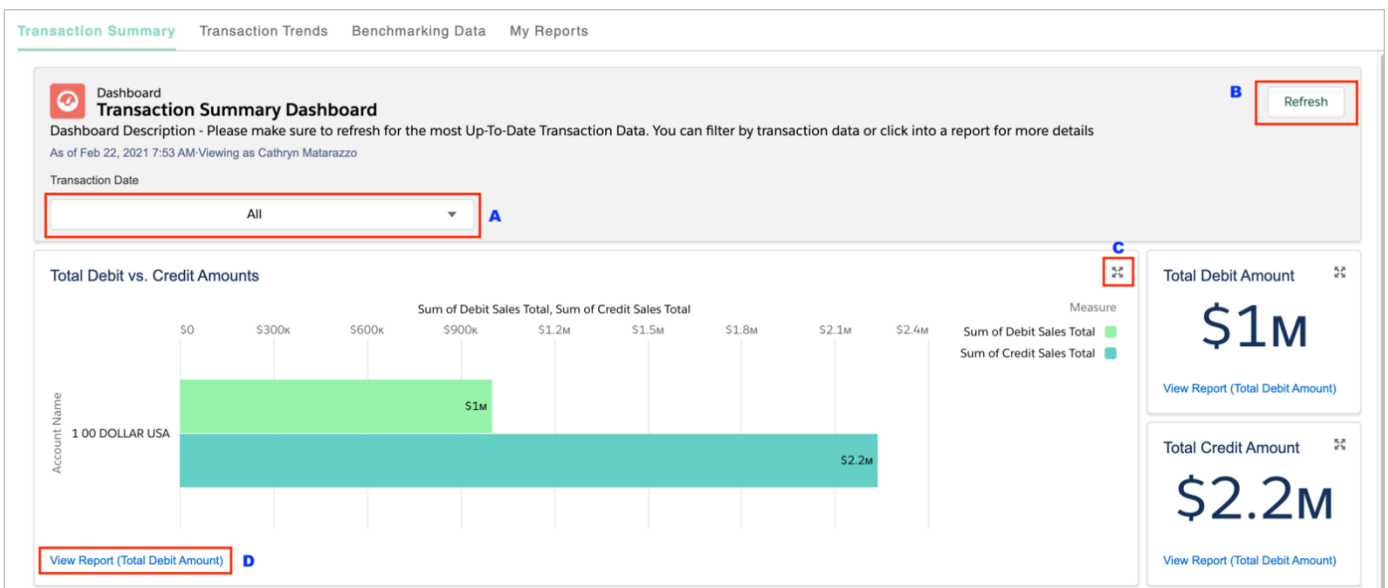 Transaction Summary Transaction Trends Benchmarking Data My Reports
Dashboard
Transaction Summary Dashboard
B
Refresh
Dashboard Description - Please make sure to refresh for the most Up-To-Date Transaction Data. You can filter by transaction data or click into a report for more details
As of Feb 22, 2021 7:53 AM·Viewing as Cathryn Matarazzo
Transaction Date
All
A
C
Total Debit vs. Credit Amounts
Sum of Debit Sales Total, Sum of Credit Sales Total
$0 $300K $600K $900K $1.2M $1.5M $1.8M $2.1M $2.4M
Measure
Sum of Debit Sales Total
Sum of Credit Sales Total
Account Name
1 00 DOLLAR USA
$1M
$2.2M
View Report (Total Debit Amount)
D
Total Debit Amount
$1M
View Report (Total Debit Amount)
Total Credit Amount
$2.2M
View Report (Total Debit Amount)